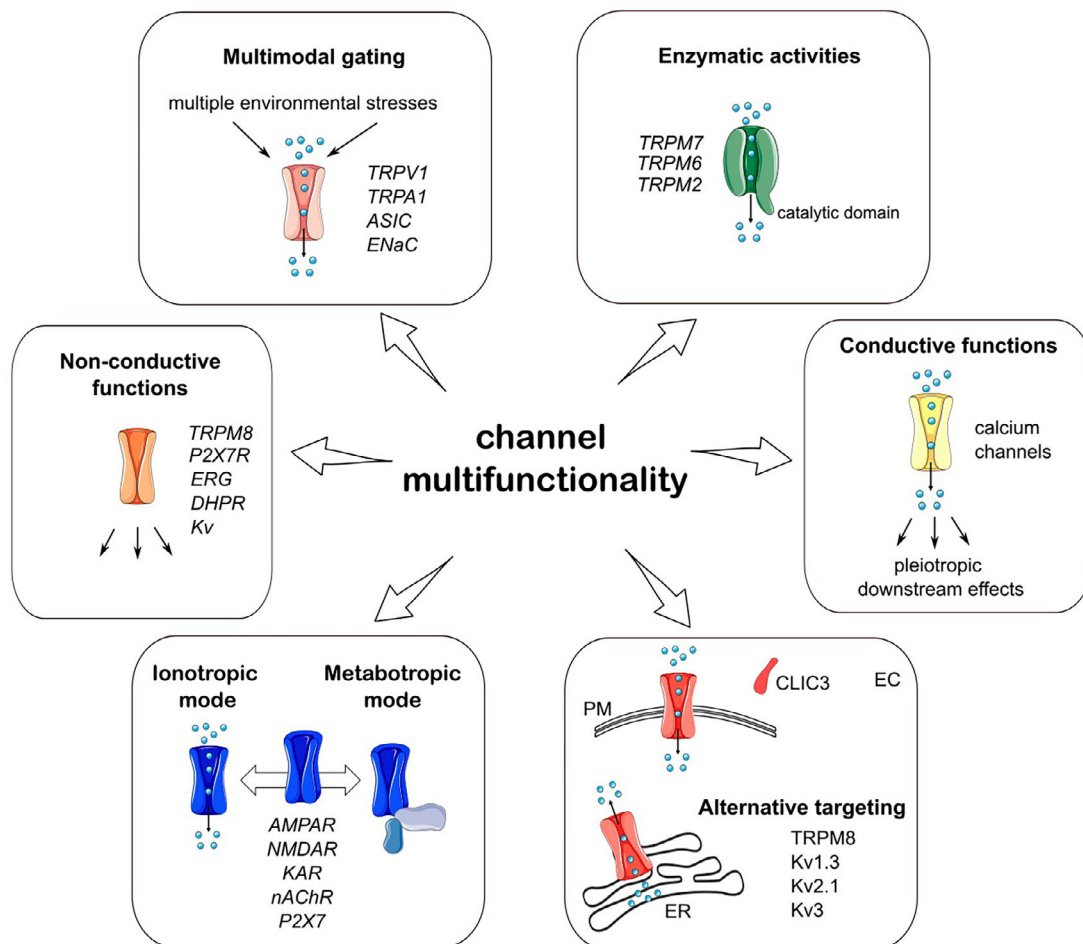 Multimodal gating
multiple environmental stresses
TRPV1
TRPA1
ASIC
ENaC
Enzymatic activities
TRPM7
TRPM6
TRPM2
catalytic domain
Non-conductive
functions
TRPM8
P2X7R
ERG
DHPR
Kv
channel
multifunctionality
Conductive functions
calcium
channels
pleiotropic
downstream effects
Ionotropic
mode
Metabotropic
mode
AMPAR
NMDAR
KAR
nAChR
P2X7
PM
CLIC3
EC
Alternative targeting
TRPM8
Kv1.3
Kv2.1
Kv3
ER